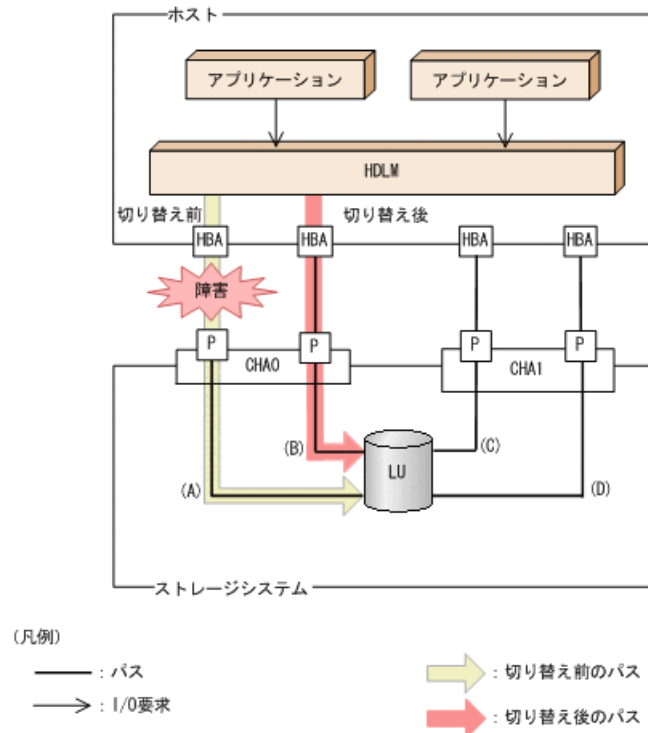 ホスト
アプリケーション アプリケーション
HDLM
切り替え前 切り替え後
HBA HBA HBA HBA
障害
P P P P
CHA0 CHA1
(B) (C)
LU
(A) (D)
ストレージシステム
(凡例)
: パス : 切り替え前のパス
: I/O要求 : 切り替え後のパス